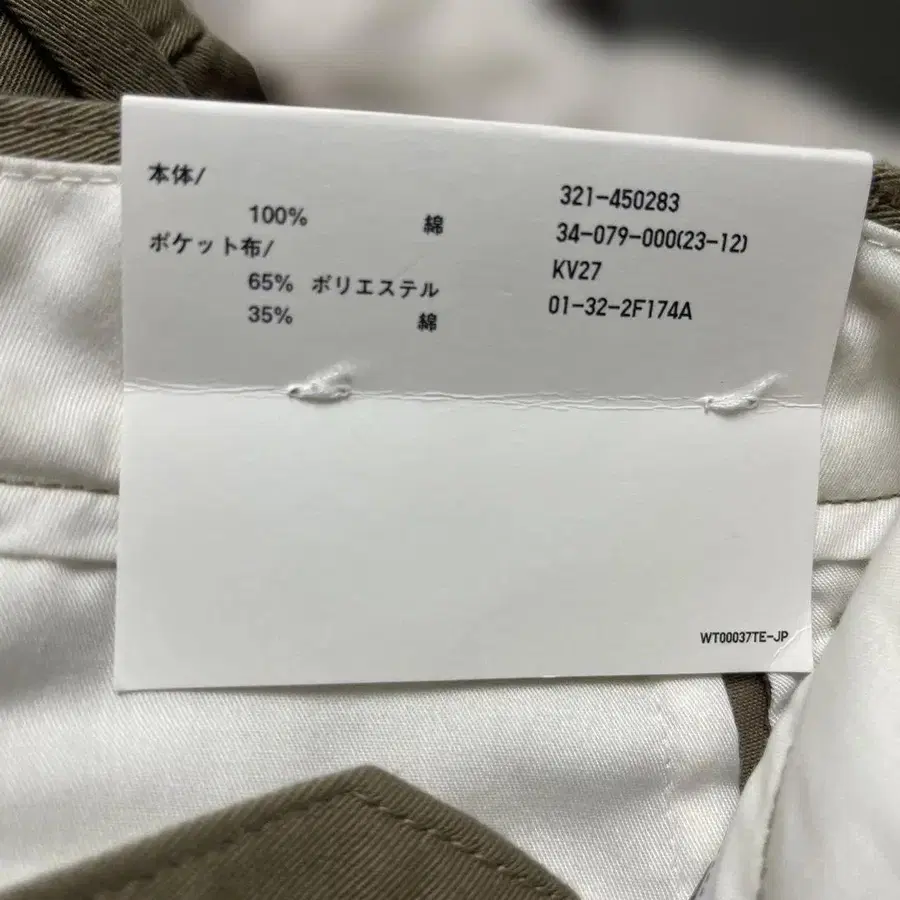 本体/
100% 綿
ポケット布/
65% ポリエステル
35% 綿
321-450283
34-079-000(23-12)
KV27
01-32-2F174A
WT00037TE-JP